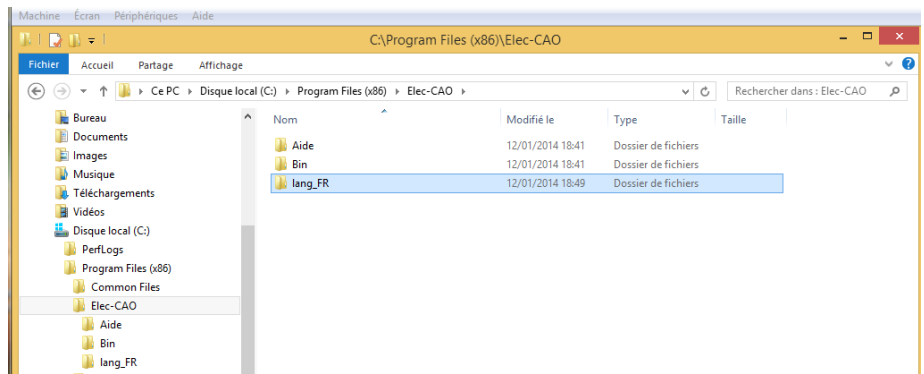 Machine Écran Périphériques Aide
C:\Program Files (x86)\Elec-CAO
Fichier Accueil Partage Affichage
Ce PC Disque local (C:) Program Files (x86) Elec-CAO Rechercher dans : Elec-CAO
Bureau
Documents
Images
Musique
Téléchargements
Vidéos
Disque local (C:)
PerfLogs
Program Files (x86)
Common Files
Elec-CAO
Aide
Bin
lang_FR
Nom Modifié le Type Taille
Aide 12/01/2014 18:41 Dossier de fichiers
Bin 12/01/2014 18:41 Dossier de fichiers
lang_FR 12/01/2014 18:49 Dossier de fichiers